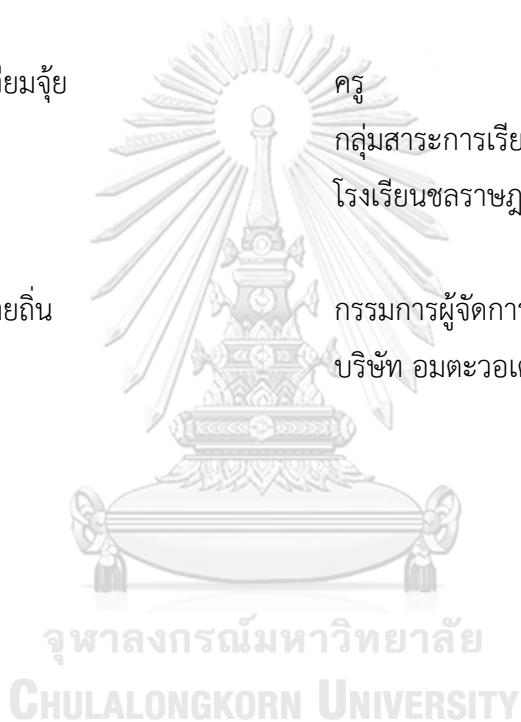 ยมจุ้ย ครู
กลุ่มสาระการเรีย
โรงเรียนชลราษฎ
ยถิ่น กรรมการผู้จัดการ
บริษัท อมตะวอเต
จุฬาลงกรณ์มหาวิทยาลัย
CHULALONGKORN UNIVERSITY